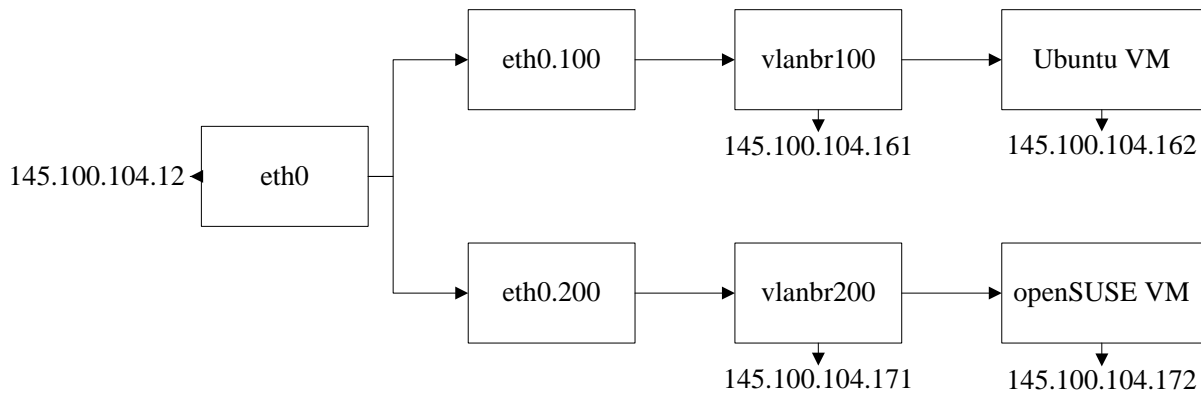 eth0.100
vlanbr100
Ubuntu VM
145.100.104.161
145.100.104.162
145.100.104.12
eth0
eth0.200
vlanbr200
openSUSE VM
145.100.104.171
145.100.104.172